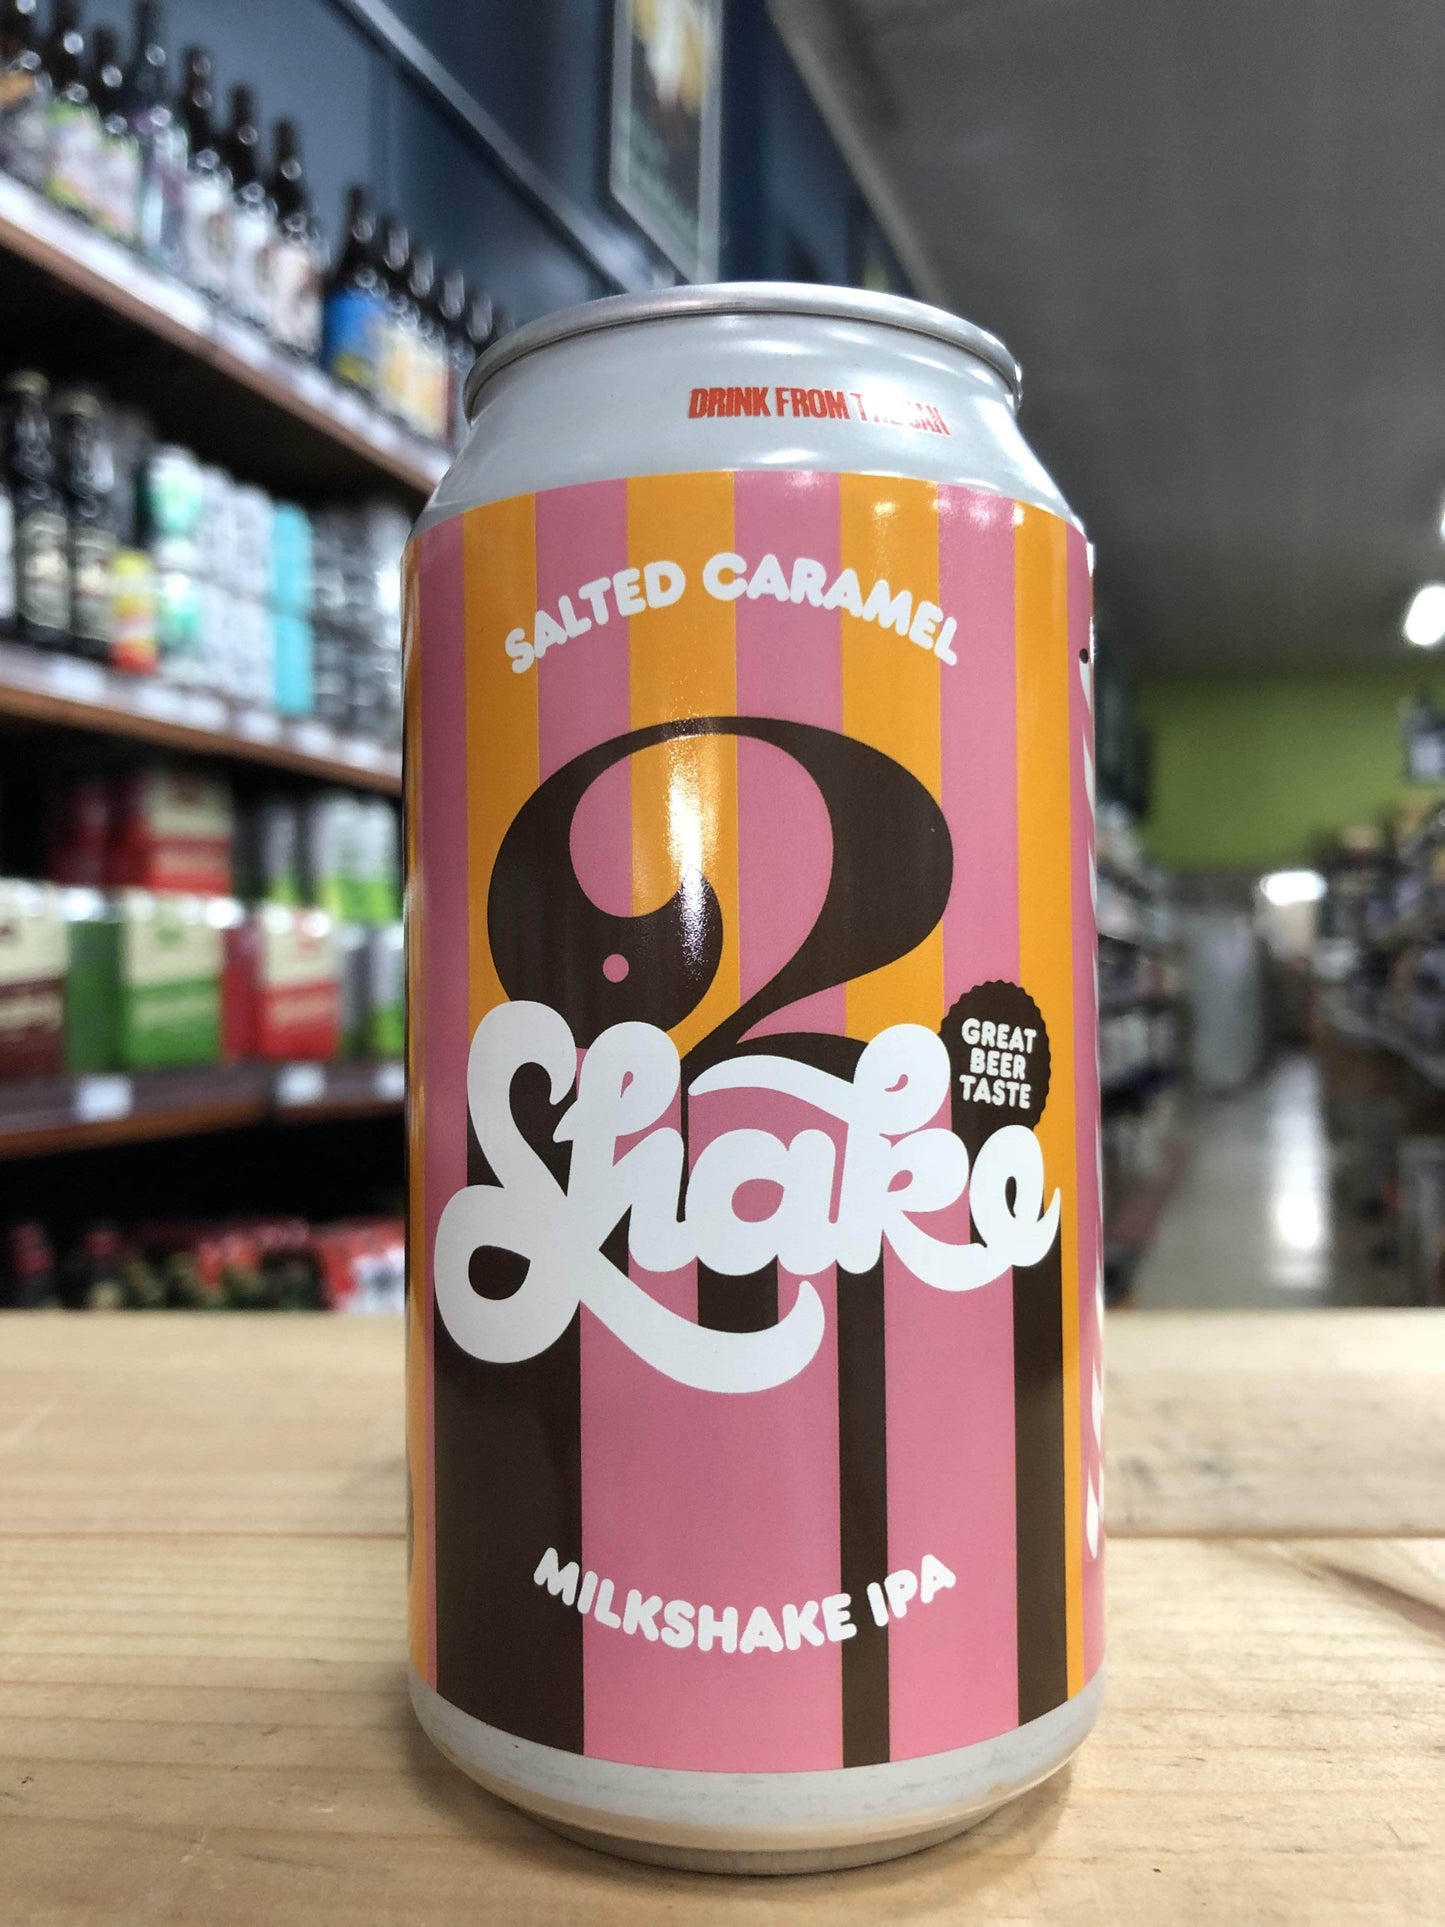 DRINK FROM THE CAN
SALTED CARAMEL
2
Shake
GREAT
BEER
TASTE
MILKSHAKE IPA